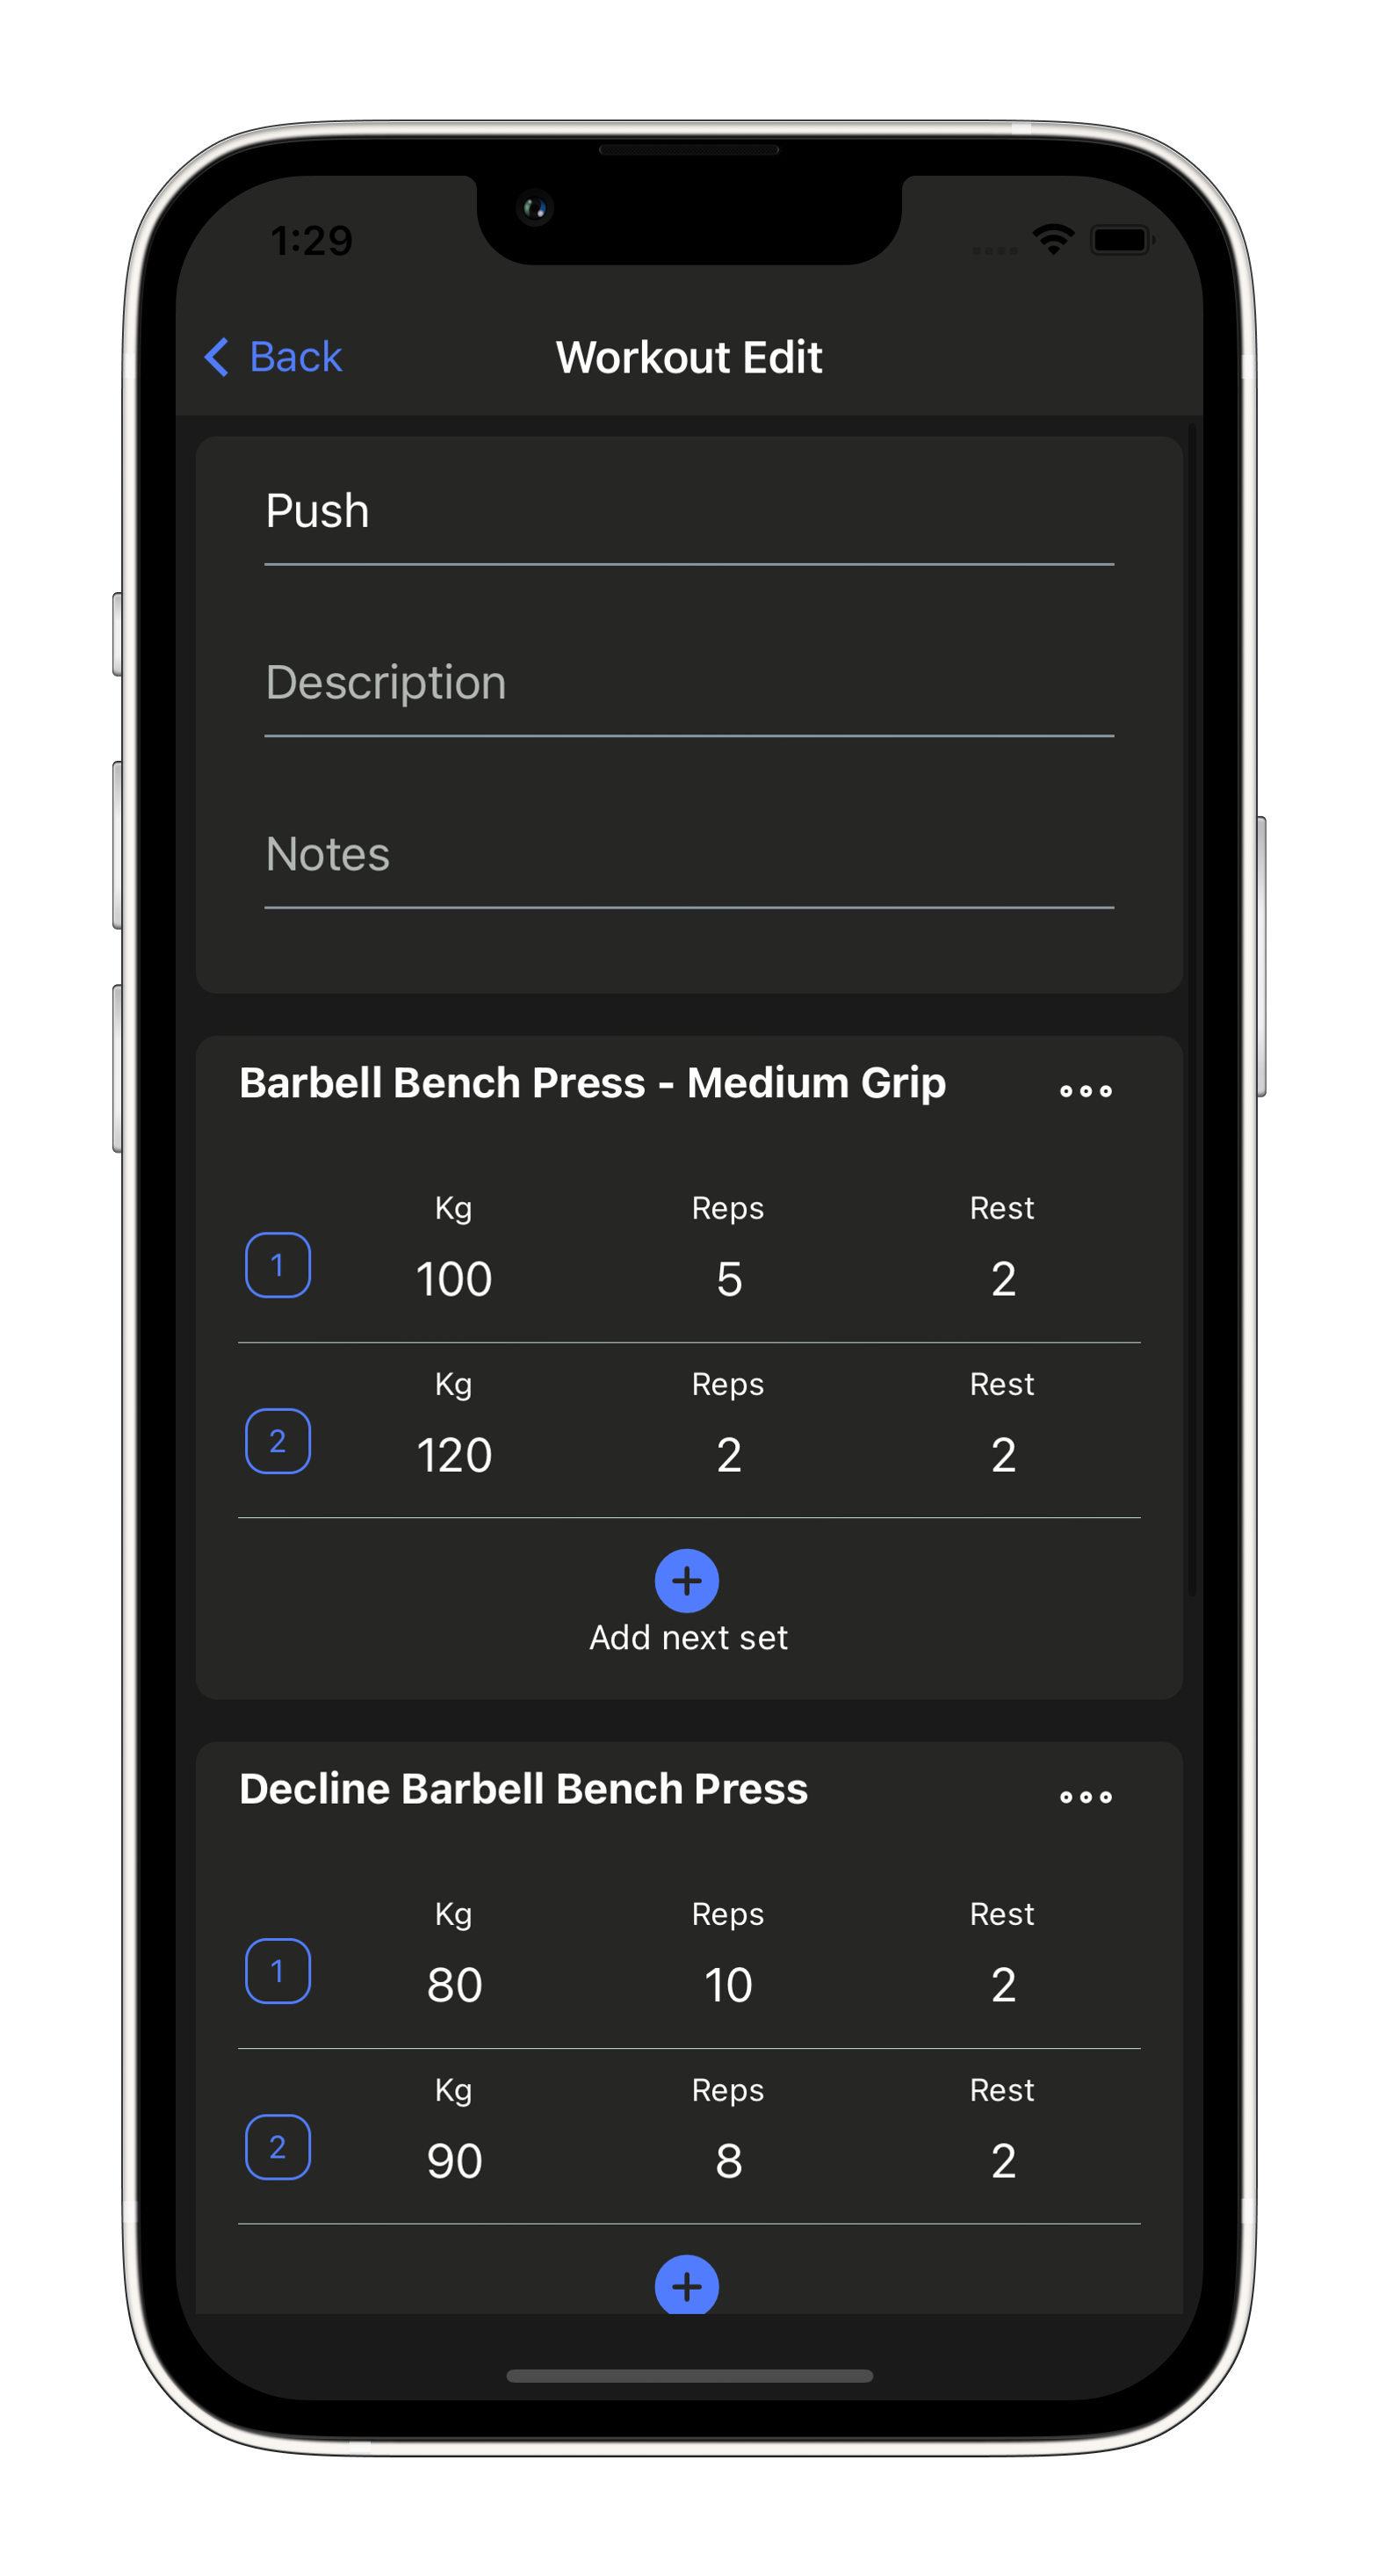 1:29
Back Workout Edit
Push
Description
Notes
Barbell Bench Press - Medium Grip
Kg Reps Rest
1 100 5 2
Kg Reps Rest
2 120 2 2
Add next set
Decline Barbell Bench Press
Kg Reps Rest
1 80 10 2
Kg Reps Rest
2 90 8 2